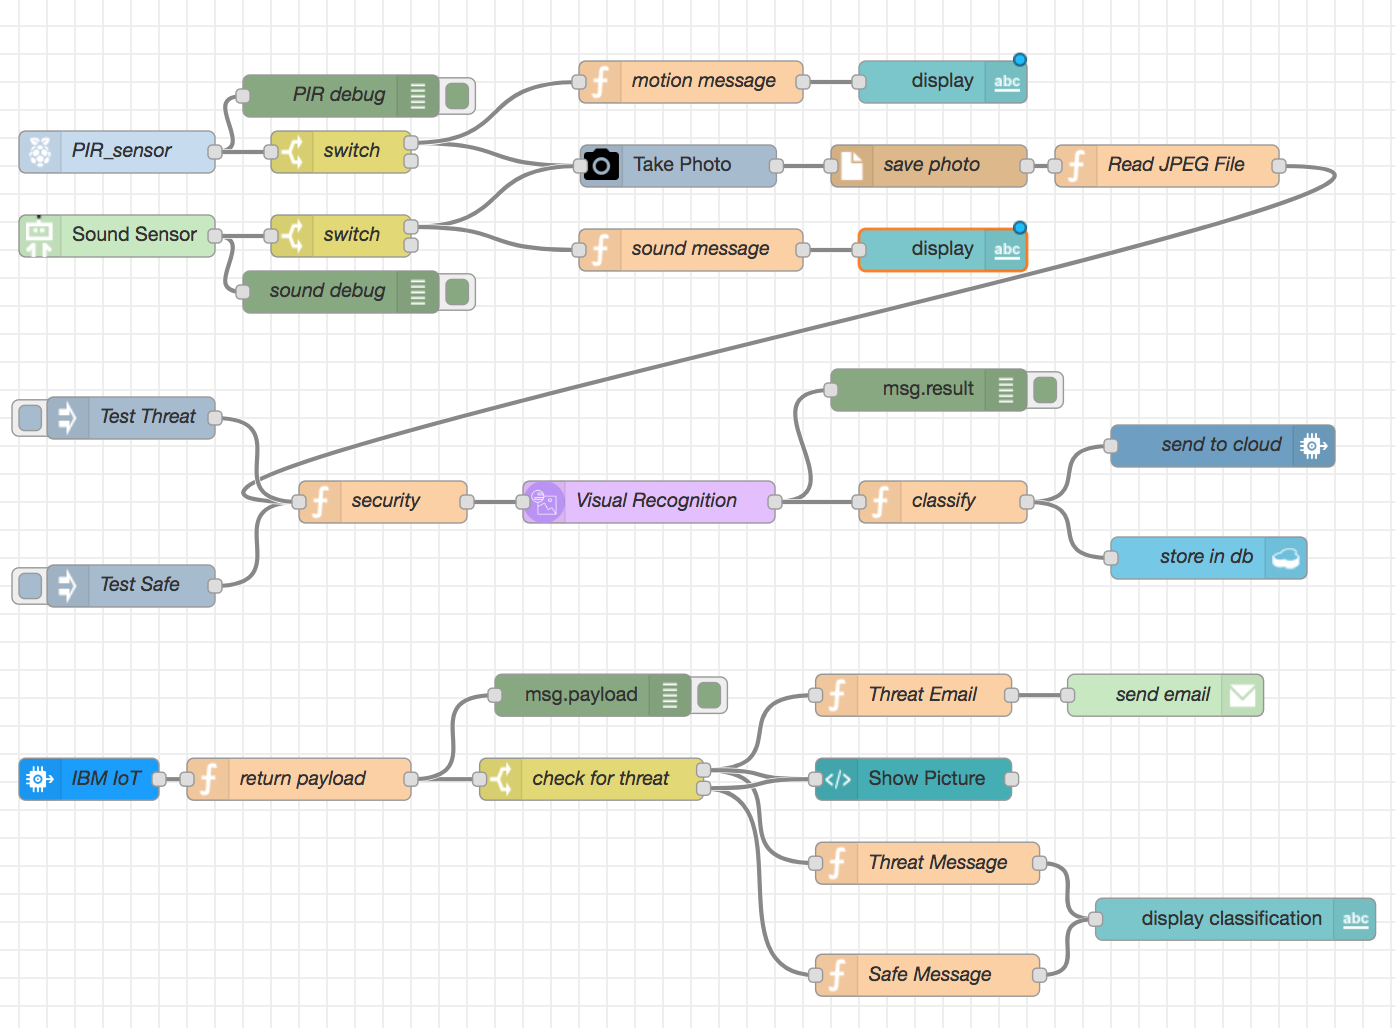 PIR debug
motion message
display
abc
PIR_sensor
switch
Take Photo
save photo
Read JPEG File
Sound Sensor
switch
sound message
display
abc
sound debug
msg.result
Test Threat
send to cloud
security
Visual Recognition
classify
store in db
Test Safe
msg.payload
Threat Email
send email
IBM IoT
return payload
check for threat
</> Show Picture
Threat Message
display classification
abc
Safe Message